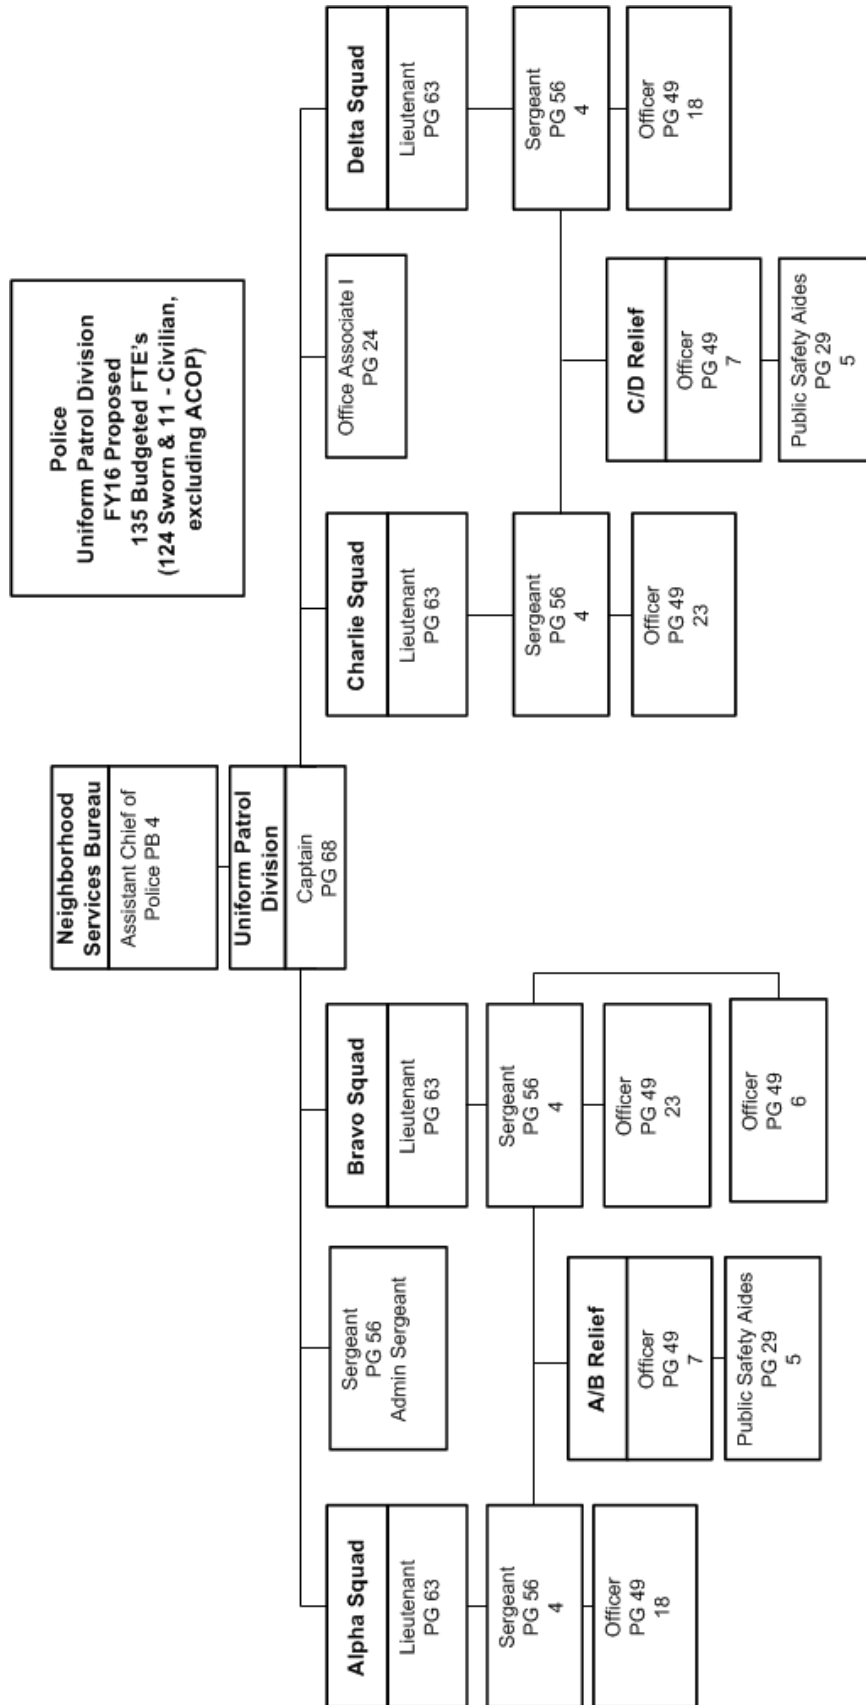 Police
Uniform Patrol Division
FY16 Proposed
135 Budgeted FTE's
(124 Sworn & 11 - Civilian,
excluding ACOP)
Neighborhood
Services Bureau
Assistant Chief of
Police PB 4
Uniform Patrol
Division
Captain
PG 68
Alpha Squad
Lieutenant
PG 63
Sergeant
PG 56
4
Officer
PG 49
18
Sergeant
PG 56
Admin Sergeant
A/B Relief
Officer
PG 49
7
Public Safety Aides
PG 29
5
Bravo Squad
Lieutenant
PG 63
Sergeant
PG 56
4
Officer
PG 49
23
Officer
PG 49
6
Charlie Squad
Lieutenant
PG 63
Sergeant
PG 56
4
Officer
PG 49
23
Office Associate I
PG 24
C/D Relief
Officer
PG 49
7
Public Safety Aides
PG 29
5
Delta Squad
Lieutenant
PG 63
Sergeant
PG 56
4
Officer
PG 49
18